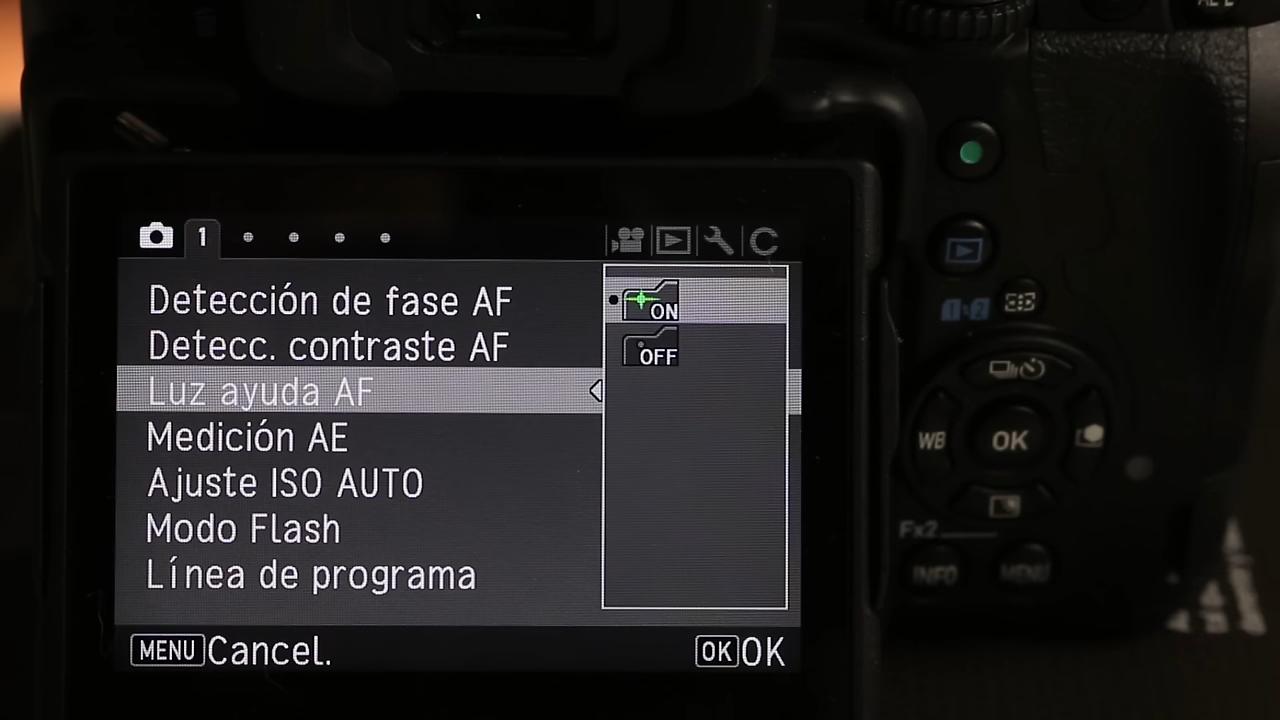 1
Detección de fase AF
ON
Detecc. contraste AF
OFF
Luz ayuda AF
Medición AE
Ajuste ISO AUTO
Modo Flash
Línea de programa
MENU Cancel.
OK OK
WB
OK
Fx2
INFO
MENU